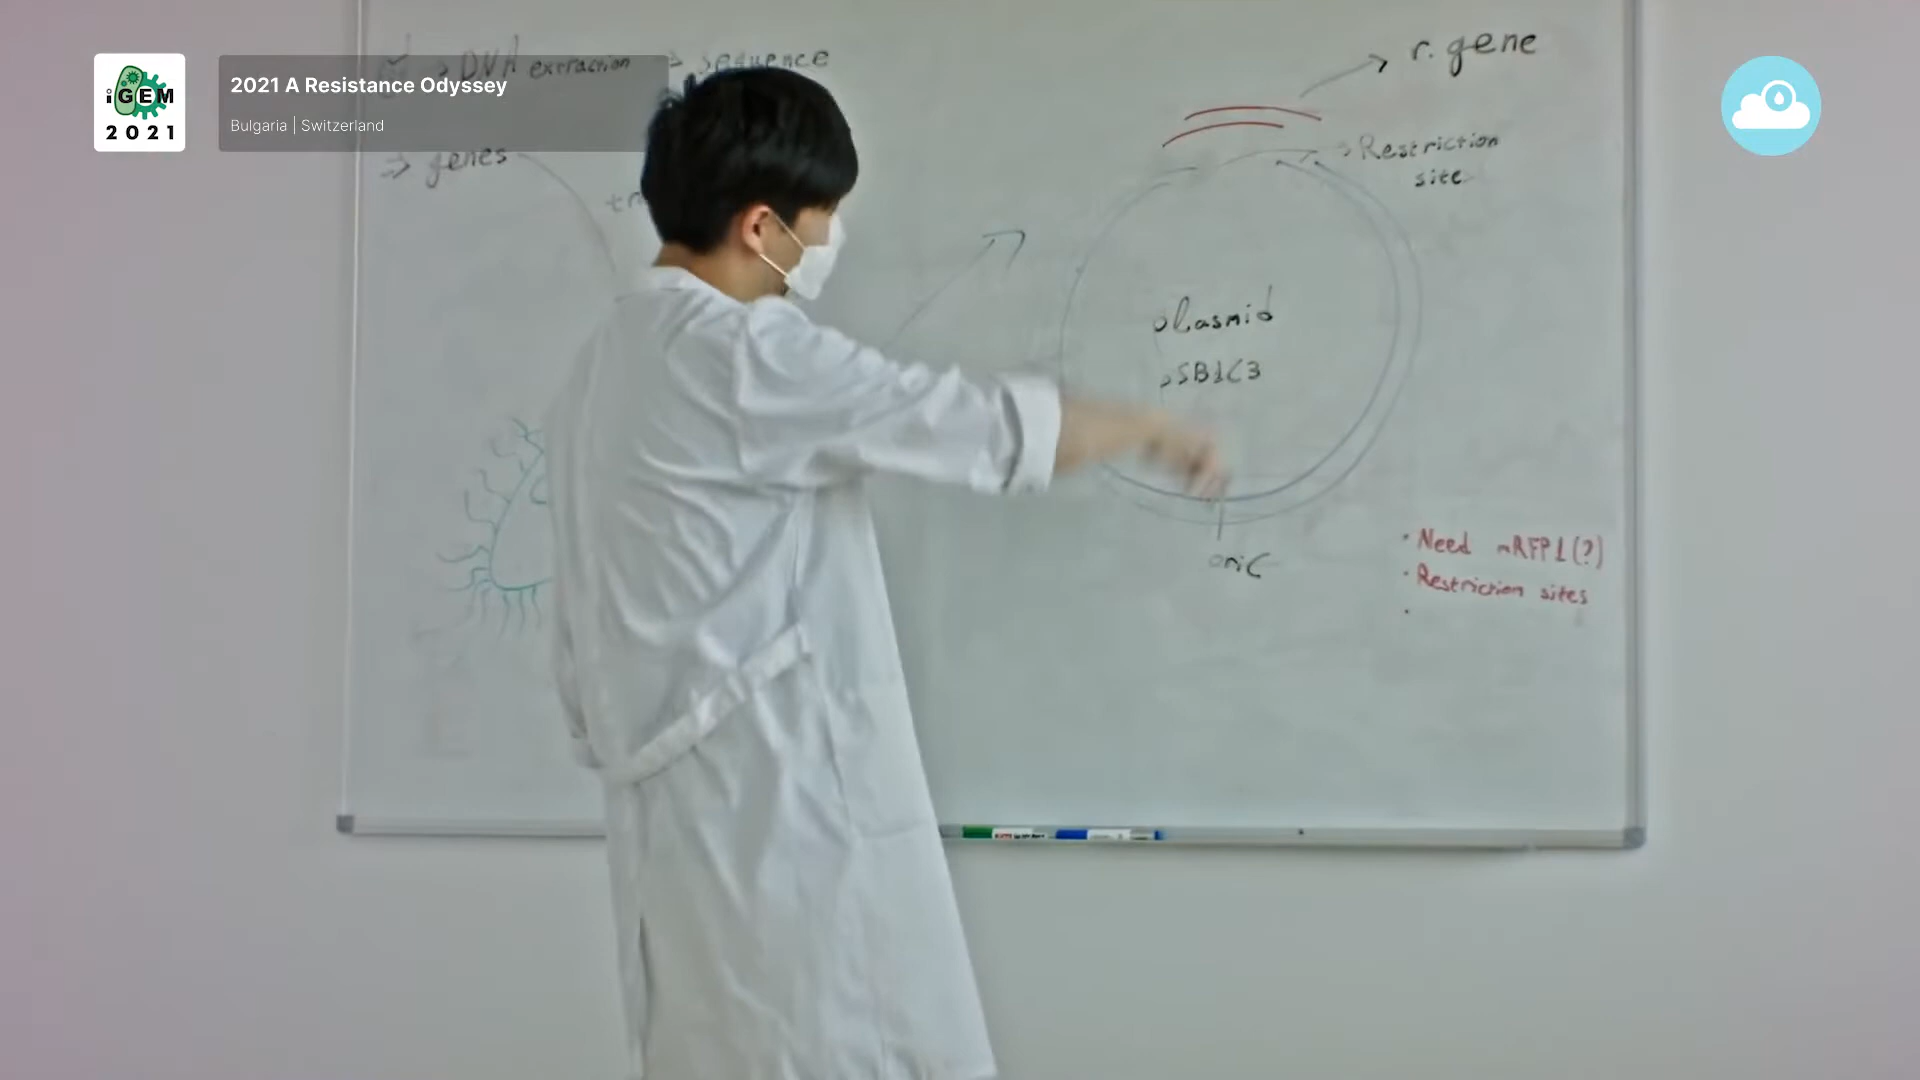 iGEM
2021
2021 A Resistance Odyssey
Bulgaria | Switzerland
→ DNA extraction → sequence
⇒ genes
→ r. gene
→ Restriction
site
plasmid
pSB1C3
oriC
· Need mRFP1(?)
· Restriction sites
·